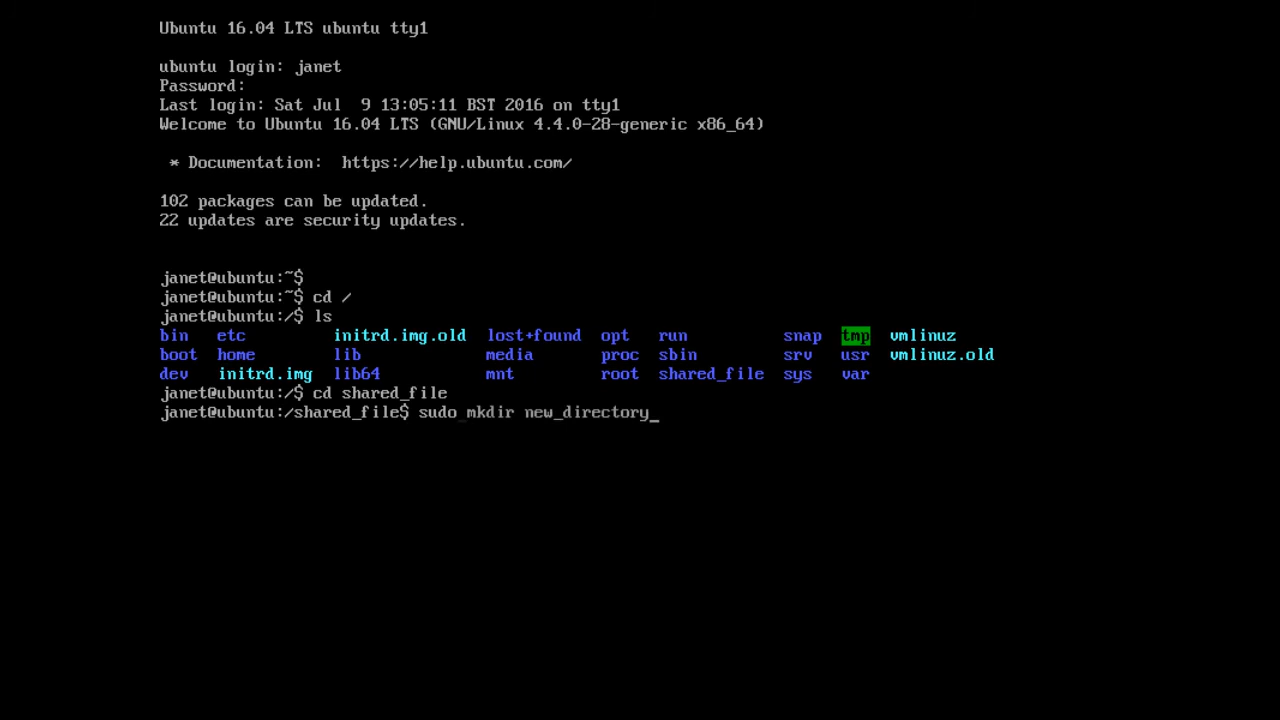 Ubuntu 16.04 LTS ubuntu tty1
ubuntu login: janet
Password:
Last login: Sat Jul  9 13:05:11 BST 2016 on tty1
Welcome to Ubuntu 16.04 LTS (GNU/Linux 4.4.0-28-generic x86_64)
 * Documentation:  https://help.ubuntu.com/
102 packages can be updated.
22 updates are security updates.
janet@ubuntu:~$
janet@ubuntu:~$ cd /
janet@ubuntu:/$ ls
bin   etc         initrd.img.old  lost+found  opt   run          snap  tmp  vmlinuz
boot  home        lib             media       proc  sbin         srv   usr  vmlinuz.old
dev   initrd.img  lib64           mnt         root  shared_file  sys   var
janet@ubuntu:/$ cd shared_file
janet@ubuntu:/shared_file$ sudo mkdir new_directory_